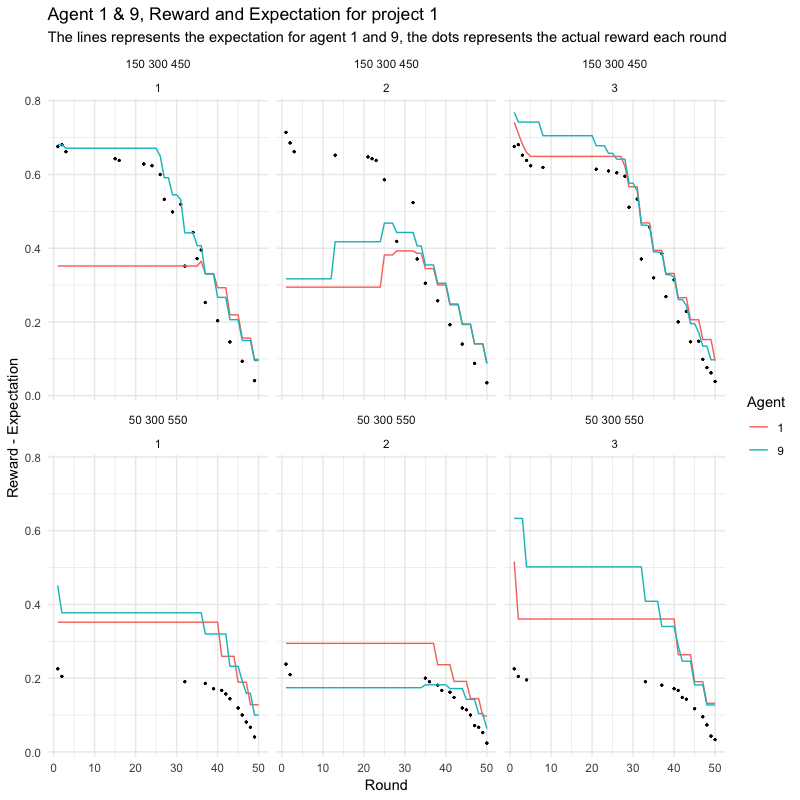 Agent 1 & 9, Reward and Expectation for project 1
The lines represents the expectation for agent 1 and 9, the dots represents the actual reward each round
150 300 450 150 300 450 150 300 450
1 2 3
0.8
0.6
0.4
0.2
0.0
50 300 550 50 300 550 50 300 550
1 2 3
0.8
0.6
0.4
0.2
0.0
0 10 20 30 40 50 0 10 20 30 40 50 0 10 20 30 40 50
Round
Reward - Expectation
Agent
1
9